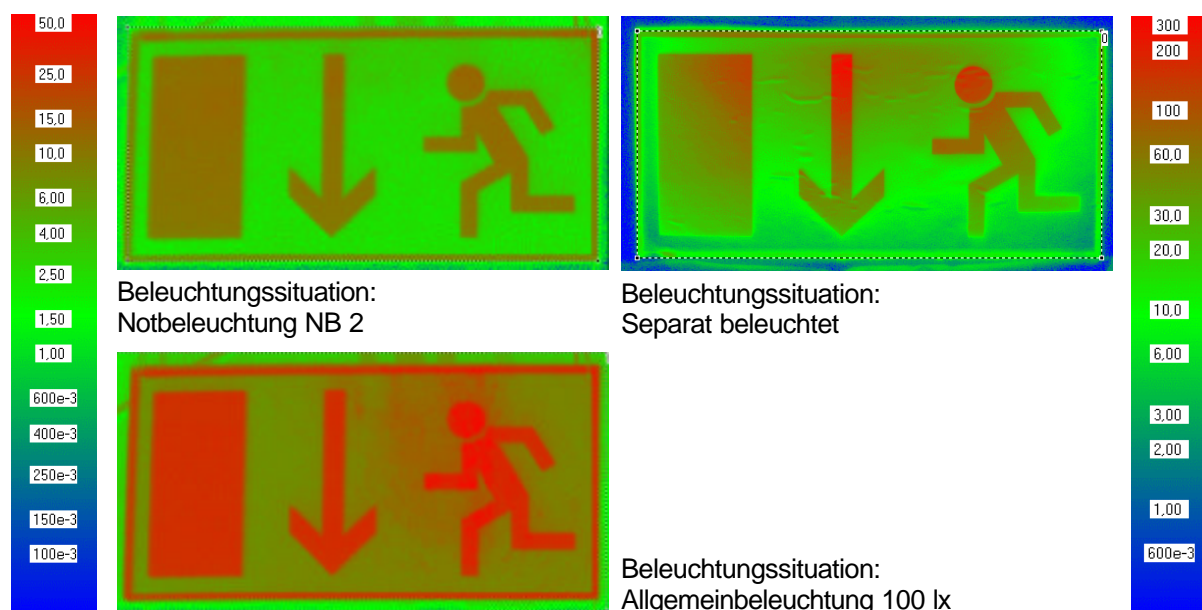 50,0
25,0
15,0
10,0
6,00
4,00
2,50
1,50
1,00
600e-3
400e-3
250e-3
150e-3
100e-3
Beleuchtungssituation:
Notbeleuchtung NB 2
Beleuchtungssituation:
Separat beleuchtet
Beleuchtungssituation:
Allgemeinbeleuchtung 100 lx
300
200
100
60,0
30,0
20,0
10,0
6,00
3,00
2,00
1,00
600e-3